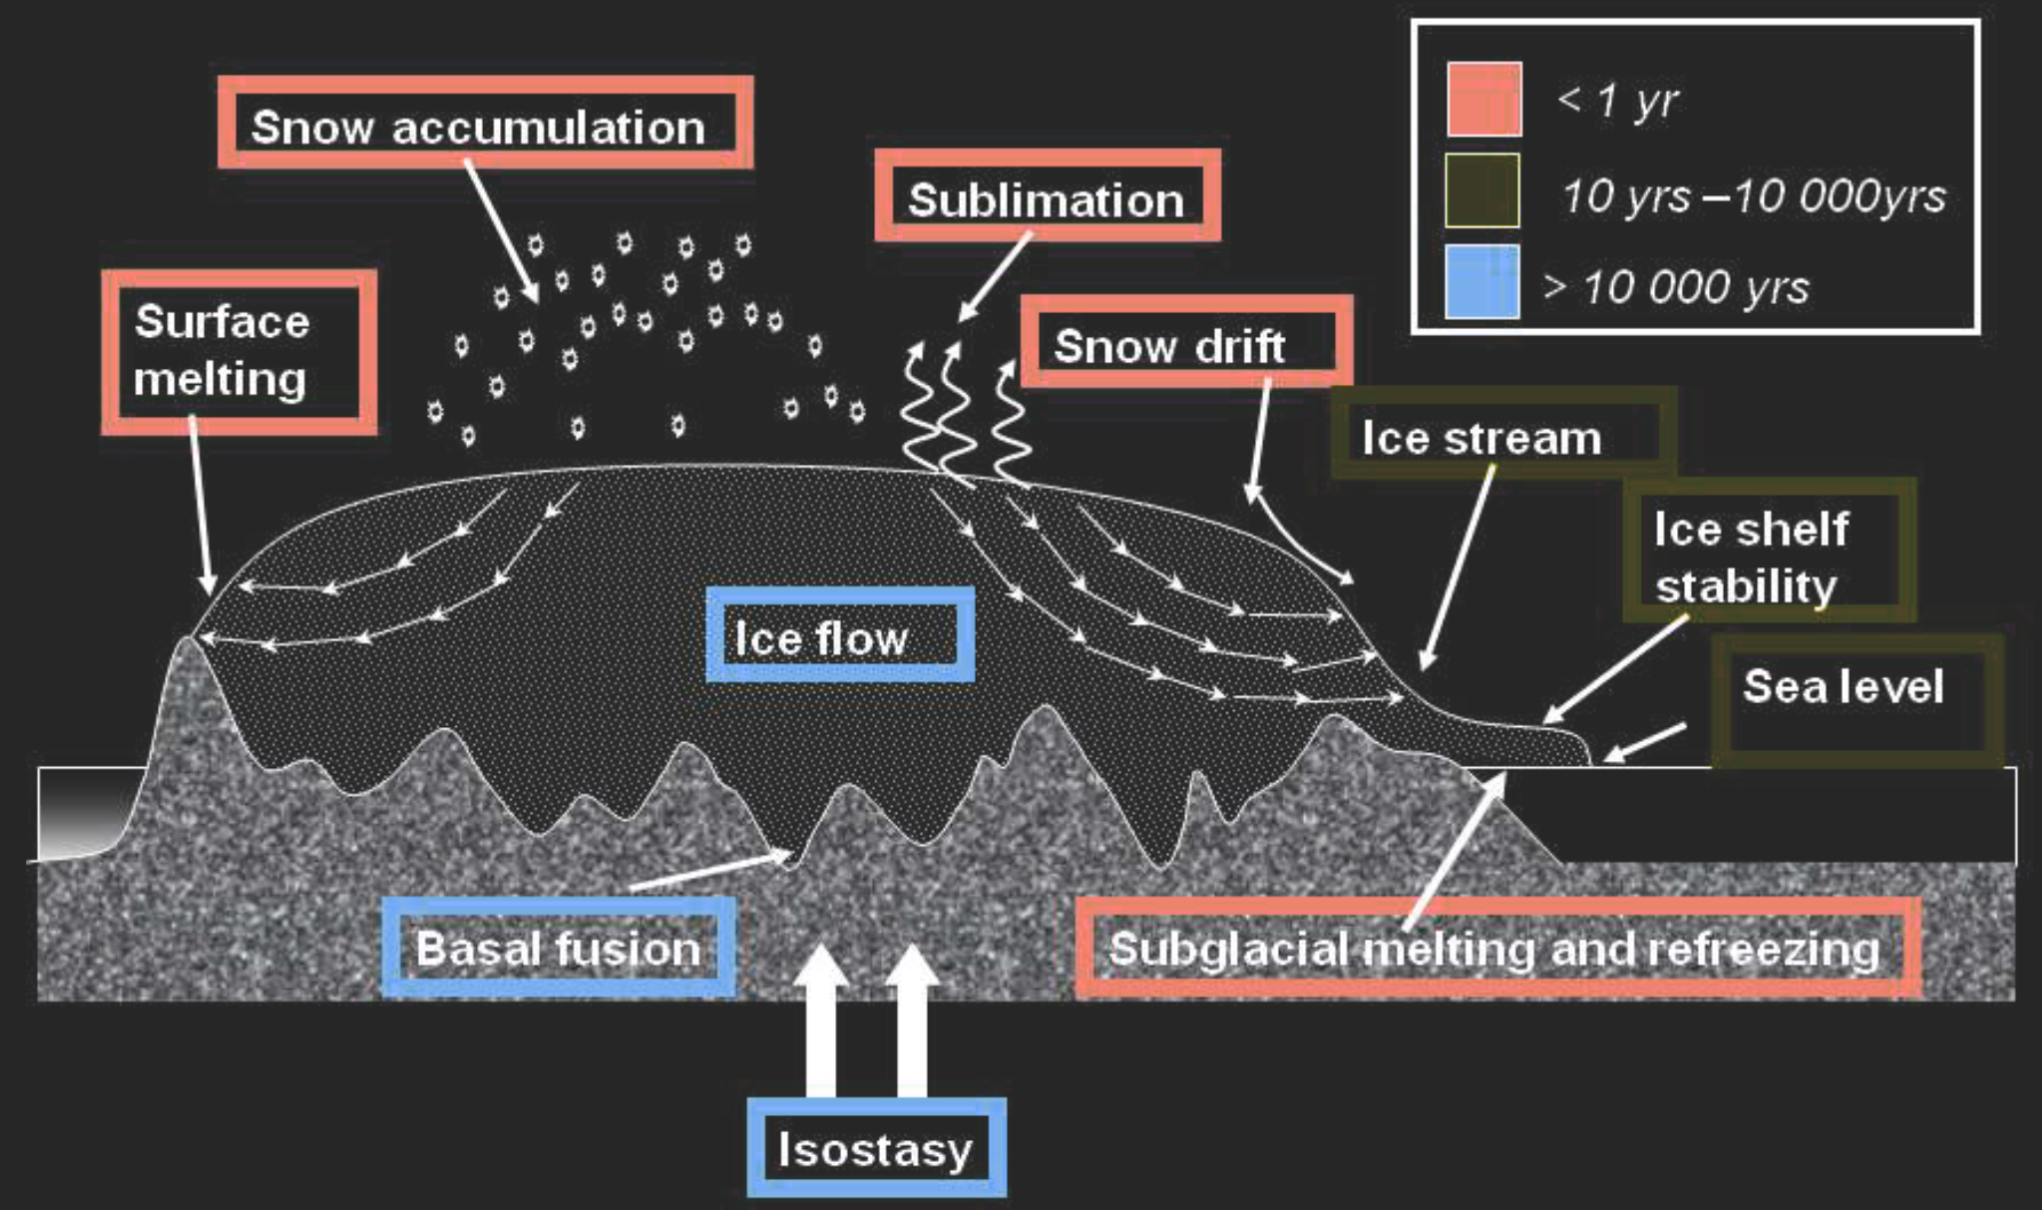 Snow accumulation
Sublimation
Surface
melting
Snow drift
< 1 yr
10 yrs –10 000yrs
> 10 000 yrs
Ice stream
Ice shelf
stability
Sea level
Ice flow
Basal fusion
Subglacial melting and refreezing
Isostasy